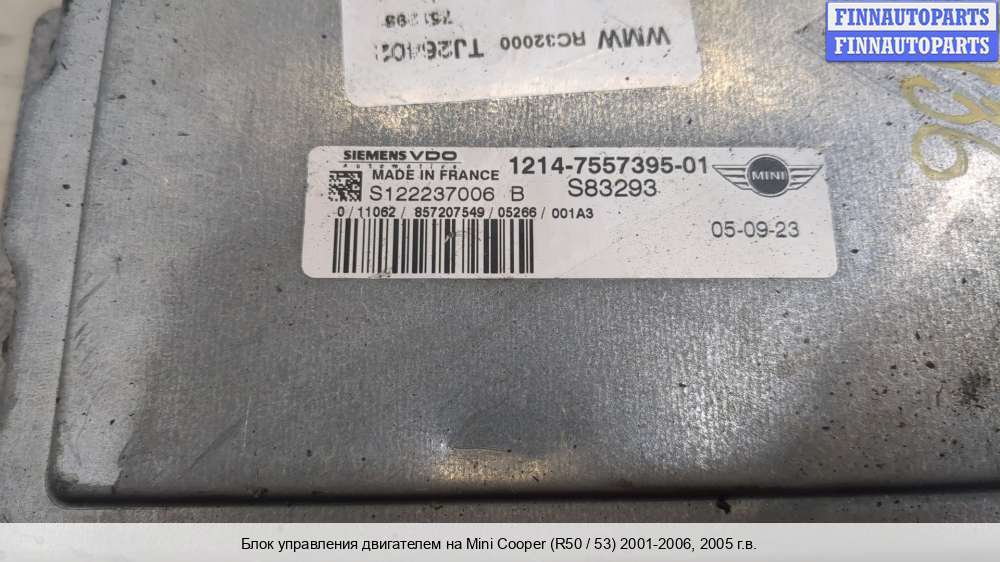 FINNAUTOPARTS
FINNAUTOPARTS
WMW RC32000
SIEMENS VDO
Automotive
MADE IN FRANCE
1214-7557395-01
MINI
S122237006 B
S83293
0 / 11062 / 857207549 / 05266 / 001A3
05-09-23
Блок управления двигателем на Mini Cooper (R50 / 53) 2001-2006, 2005 г.в.